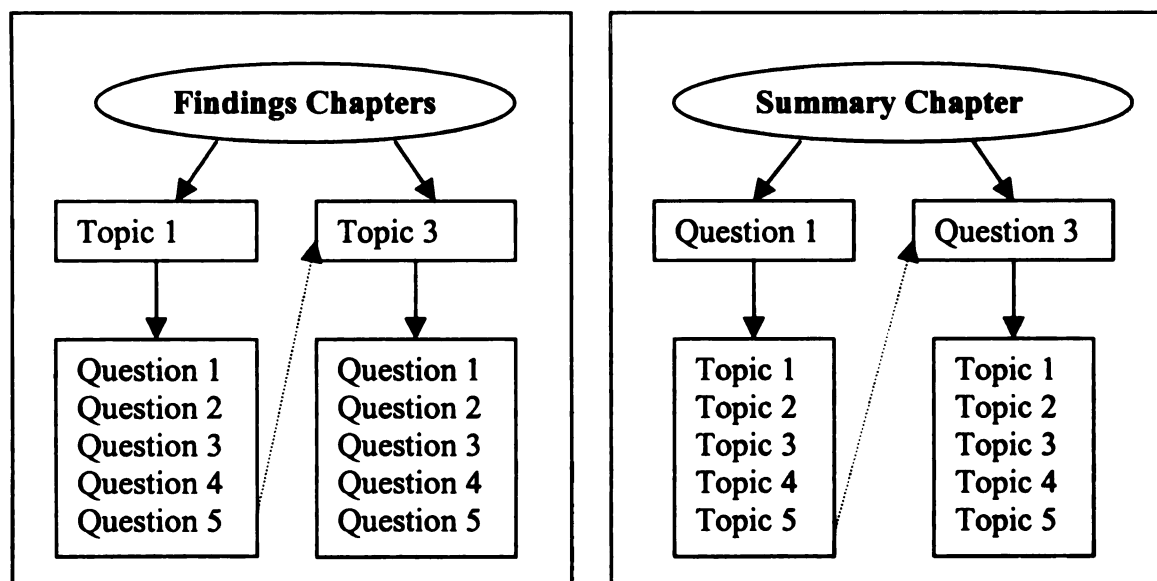 Findings Chapters
Topic 1
Topic 3
Question 1
Question 2
Question 3
Question 4
Question 5
Question 1
Question 2
Question 3
Question 4
Question 5
Summary Chapter
Question 1
Question 3
Topic 1
Topic 2
Topic 3
Topic 4
Topic 5
Topic 1
Topic 2
Topic 3
Topic 4
Topic 5